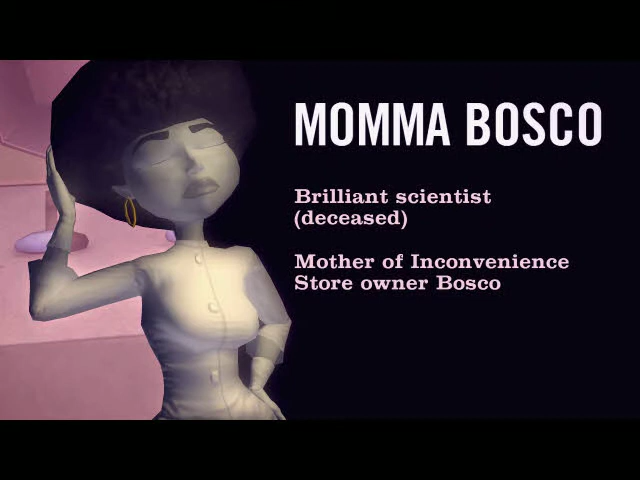 MOMMA BOSCO
Brilliant scientist
(deceased)
Mother of Inconvenience
Store owner Bosco